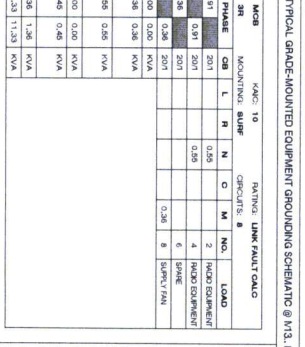 TYPICAL GRADE-MOUNTED EQUIPMENT GROUNDING SCHEMATIC @ M13..
MCB KAIC: 10 RATING: LINK FAULT CALC
3R MOUNTING: SURF CIRCUITS: 8
PHASE CB L R N C M NO. LOAD
91 20/1 0,55 2 RADIO EQUIPMENT
0,91 20/1 0,55 4 RADIO EQUIPMENT
36 20/1 6 SPARE
0,36 20/1 0,36 8 SUPPLY FAN
00 0,00 KVA
36 0,36 KVA
55 0,55 KVA
00 0,00 KVA
45 0,45 KVA
36 1,36 KVA
,33 11,33 KVA